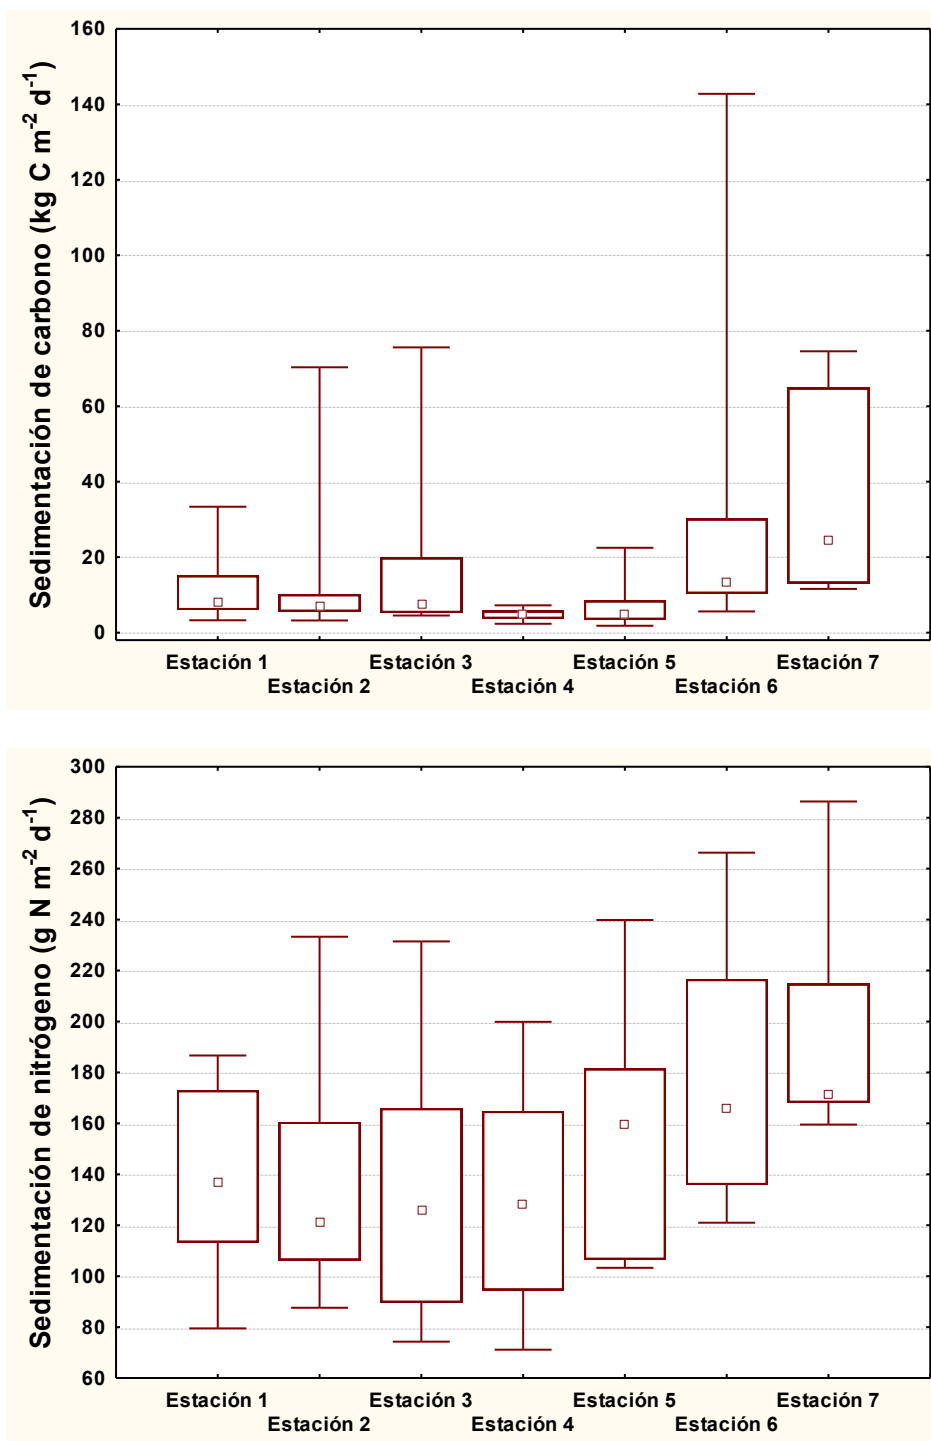 Sedimentación de carbono (kg C m⁻² d⁻¹)
160
140
120
100
80
60
40
20
0
Estación 1
Estación 2
Estación 3
Estación 4
Estación 5
Estación 6
Estación 7
Sedimentación de nitrógeno (g N m⁻² d⁻¹)
300
280
260
240
220
200
180
160
140
120
100
80
60
Estación 1
Estación 2
Estación 3
Estación 4
Estación 5
Estación 6
Estación 7